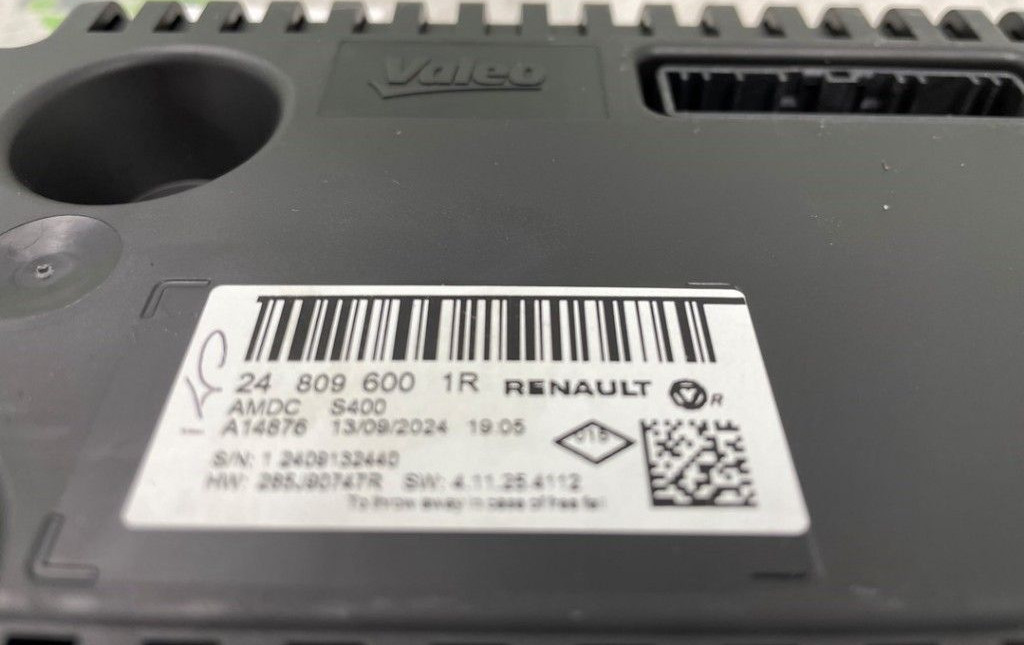 Valeo
24 809 600 1R RENAULT R
AMDC S400
A14876 13/09/2024 19:05
S/N: 1.2409132440
HW: 285J90747R SW: 4.11.25.4112
To throw away in case of free fall